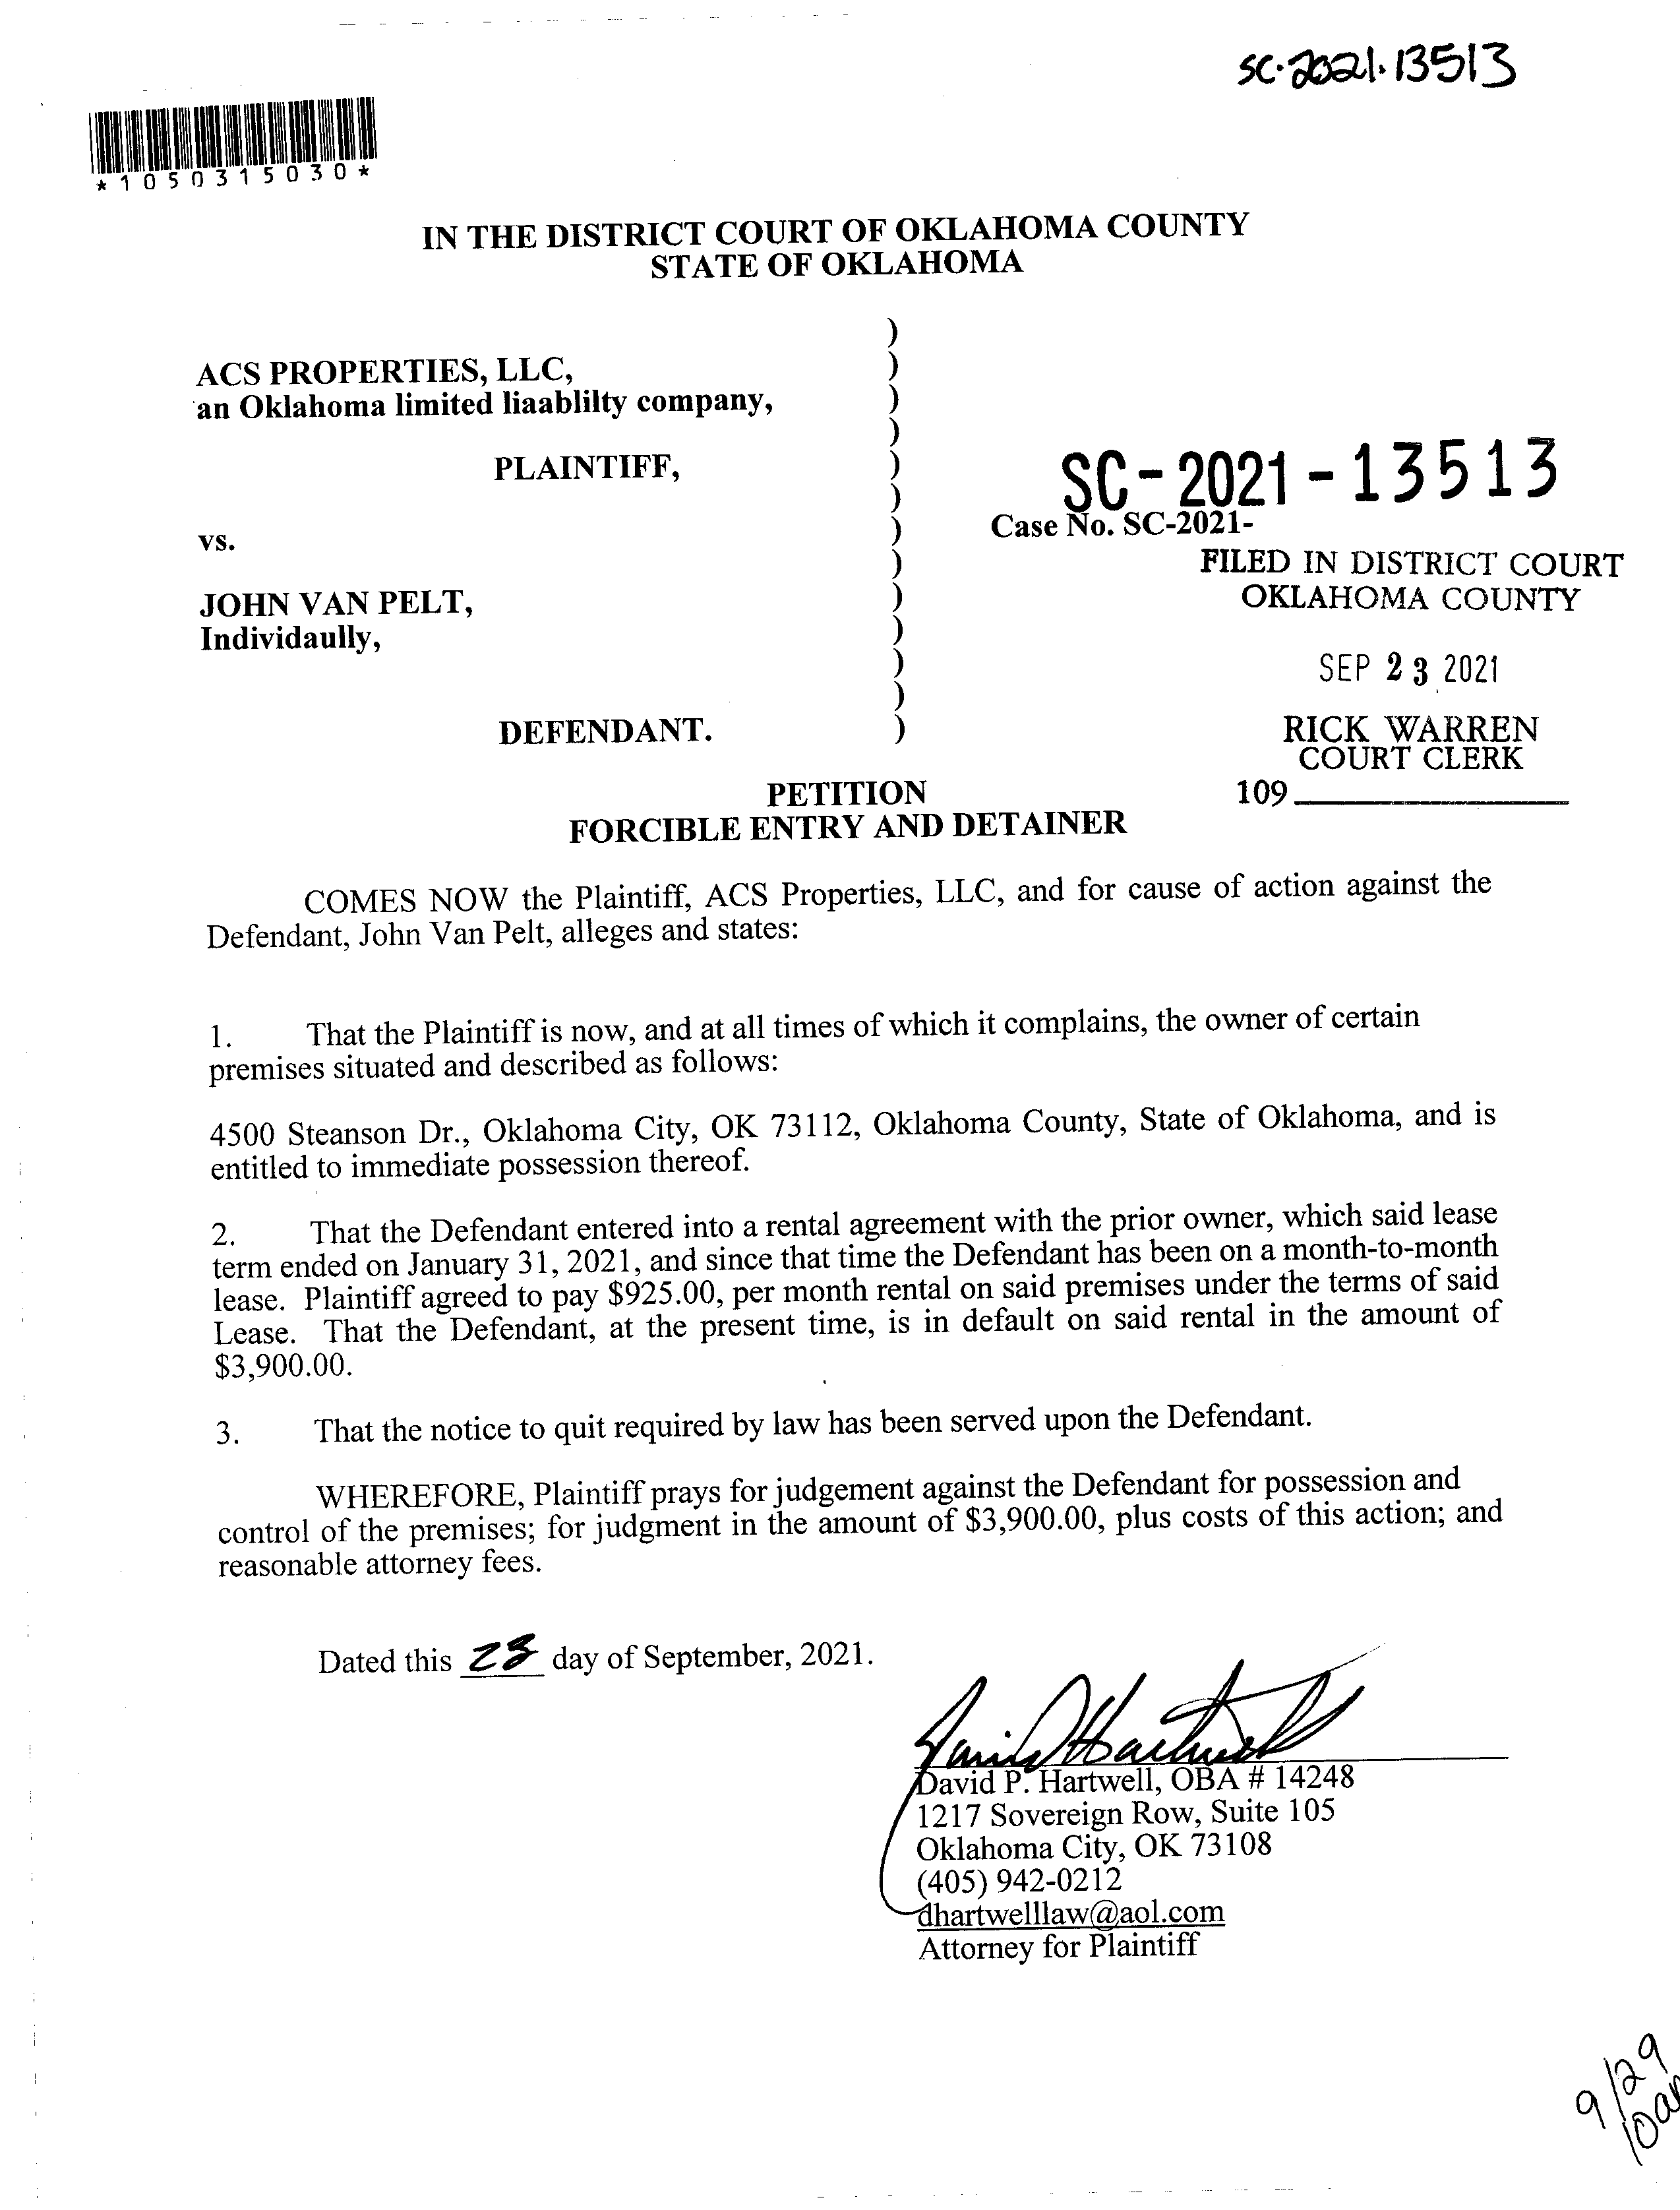 SC-2021-13513
*1050315030*
IN THE DISTRICT COURT OF OKLAHOMA COUNTY
STATE OF OKLAHOMA
ACS PROPERTIES, LLC,
an Oklahoma limited liaablilty company,
PLAINTIFF,
vs.
JOHN VAN PELT,
Individaully,
DEFENDANT.
)
)
)
)
)
)
)
)
)
)
)
)
)
SC-2021-13513
Case No. SC-2021-
FILED IN DISTRICT COURT
OKLAHOMA COUNTY
SEP 23 2021
RICK WARREN
COURT CLERK
109
PETITION
FORCIBLE ENTRY AND DETAINER
COMES NOW the Plaintiff, ACS Properties, LLC, and for cause of action against the
Defendant, John Van Pelt, alleges and states:
1. That the Plaintiff is now, and at all times of which it complains, the owner of certain
premises situated and described as follows:
4500 Steanson Dr., Oklahoma City, OK 73112, Oklahoma County, State of Oklahoma, and is
entitled to immediate possession thereof.
2. That the Defendant entered into a rental agreement with the prior owner, which said lease
term ended on January 31, 2021, and since that time the Defendant has been on a month-to-month
lease. Plaintiff agreed to pay $925.00, per month rental on said premises under the terms of said
Lease. That the Defendant, at the present time, is in default on said rental in the amount of
$3,900.00.
3. That the notice to quit required by law has been served upon the Defendant.
WHEREFORE, Plaintiff prays for judgement against the Defendant for possession and
control of the premises; for judgment in the amount of $3,900.00, plus costs of this action; and
reasonable attorney fees.
Dated this 23 day of September, 2021.
David P. Hartwell, OBA # 14248
1217 Sovereign Row, Suite 105
Oklahoma City, OK 73108
(405) 942-0212
dhartwelllaw@aol.com
Attorney for Plaintiff
9/29